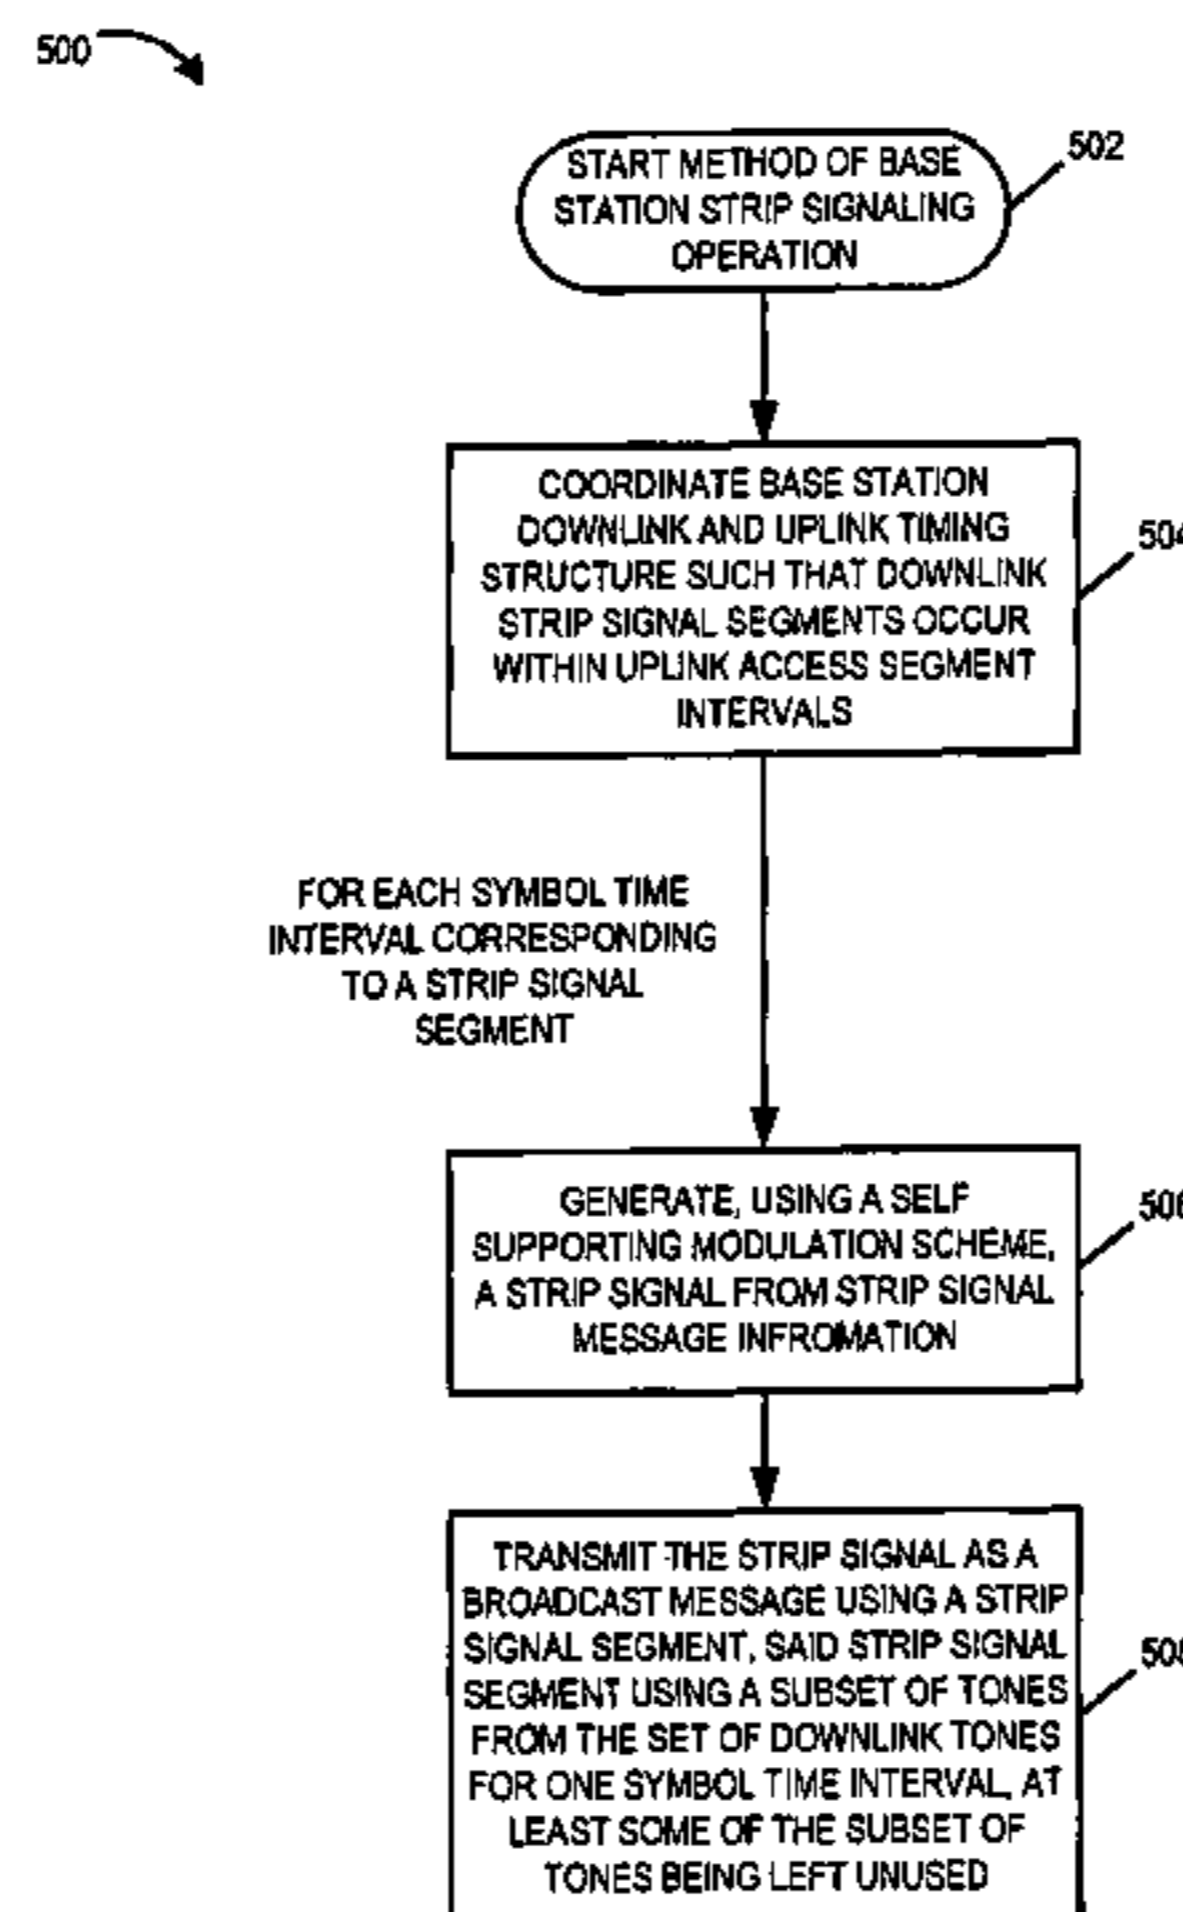 500
START METHOD OF BASE
STATION STRIP SIGNALING
OPERATION
502
COORDINATE BASE STATION
DOWNLINK AND UPLINK TIMING
STRUCTURE SUCH THAT DOWNLINK
STRIP SIGNAL SEGMENTS OCCUR
WITHIN UPLINK ACCESS SEGMENT
INTERVALS
504
FOR EACH SYMBOL TIME
INTERVAL CORRESPONDING
TO A STRIP SIGNAL
SEGMENT
GENERATE, USING A SELF
SUPPORTING MODULATION SCHEME,
A STRIP SIGNAL FROM STRIP SIGNAL
MESSAGE INFROMATION
506
TRANSMIT THE STRIP SIGNAL AS A
BROADCAST MESSAGE USING A STRIP
SIGNAL SEGMENT, SAID STRIP SIGNAL
SEGMENT USING A SUBSET OF TONES
FROM THE SET OF DOWNLINK TONES
FOR ONE SYMBOL TIME INTERVAL, AT
LEAST SOME OF THE SUBSET OF
TONES BEING LEFT UNUSED
508